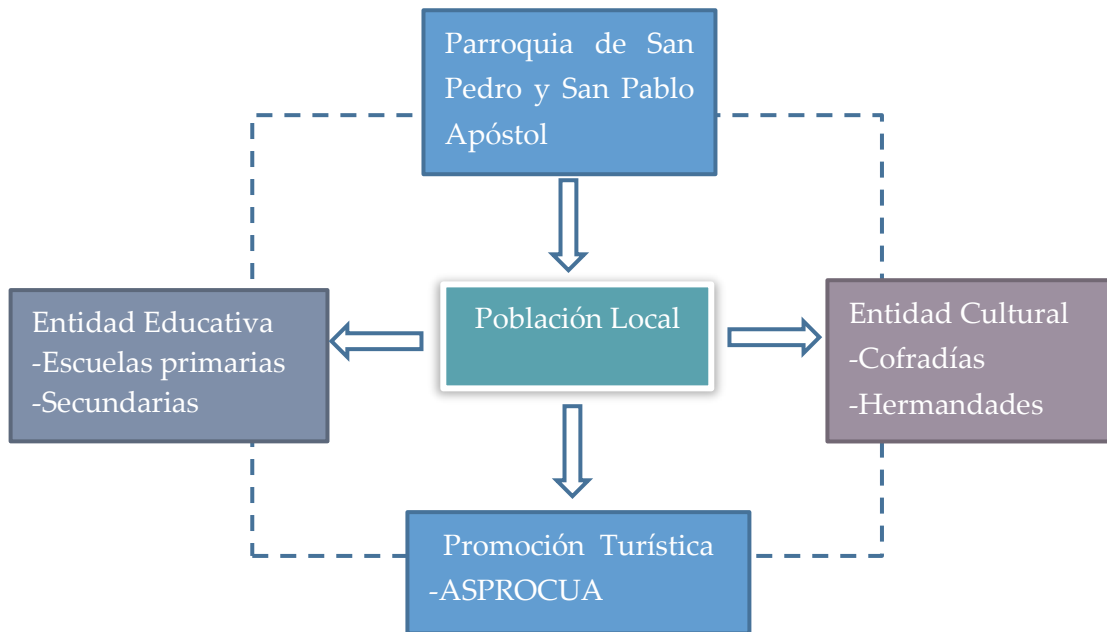 Parroquia de San
Pedro y San Pablo
Apóstol
Entidad Educativa
-Escuelas primarias
-Secundarias
Población Local
Entidad Cultural
-Cofradías
-Hermandades
Promoción Turística
-ASPROCUA